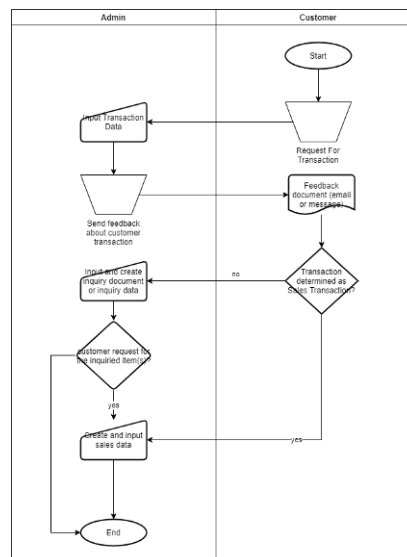 Admin
Customer
Start
Input Transaction
Data
Request For
Transaction
Feedback
document (email
or message)
Send feedback
about customer
transaction
Input and create
inquiry document
or inquiry data
no
Transaction
determined as
Sales Transaction?
customer request for
the inquiried item(s)?
yes
Create and input
sales data
yes
End